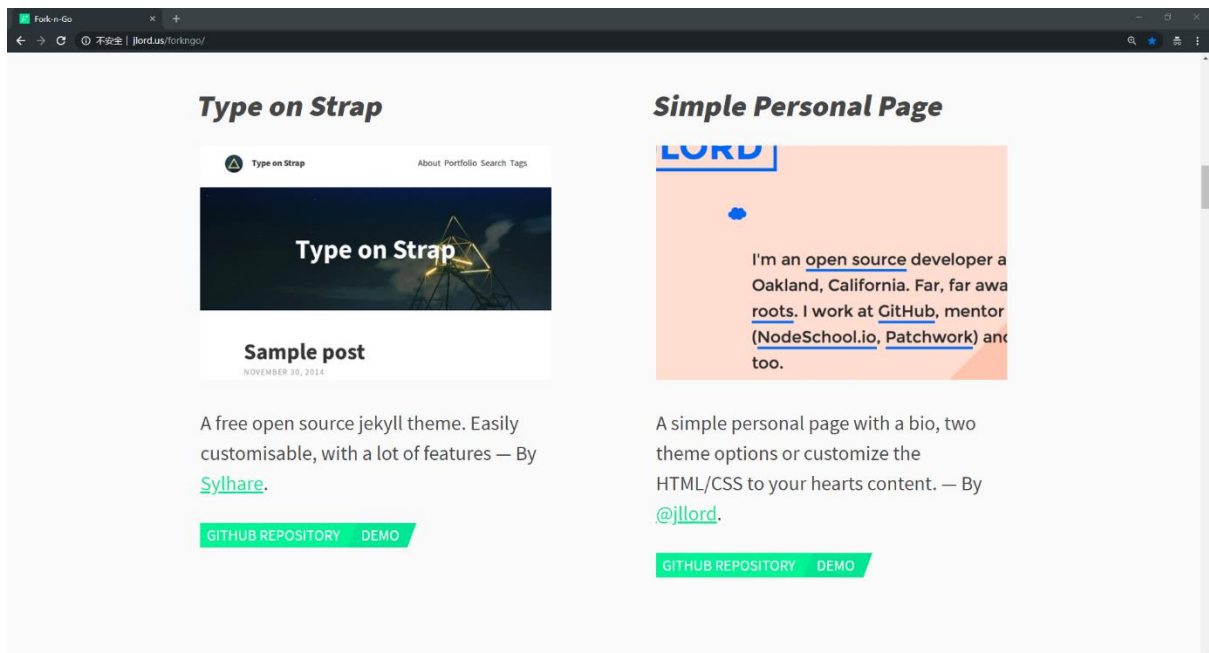 Fork-n-Go
不安全 | jlord.us/forkngo/
Type on Strap
Type on Strap
About Portfolio Search Tags
Type on Strap
Sample post
NOVEMBER 30, 2014
A free open source jekyll theme. Easily
customisable, with a lot of features — By
Sylhare.
GITHUB REPOSITORY DEMO
Simple Personal Page
LORD
I'm an open source developer a
Oakland, California. Far, far awa
roots. I work at GitHub, mentor
(NodeSchool.io, Patchwork) and
too.
A simple personal page with a bio, two
theme options or customize the
HTML/CSS to your hearts content. — By
@jllord.
GITHUB REPOSITORY DEMO